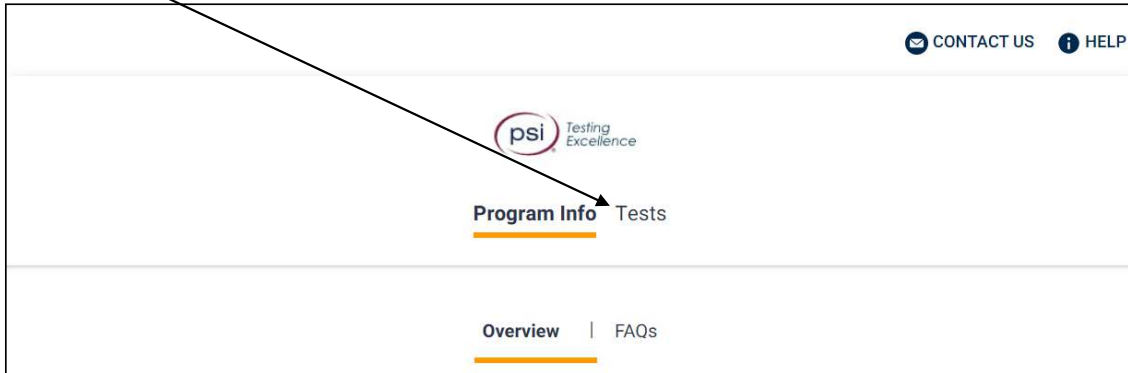 CONTACT US HELP
psi Testing
Excellence
Program Info Tests
Overview | FAQs